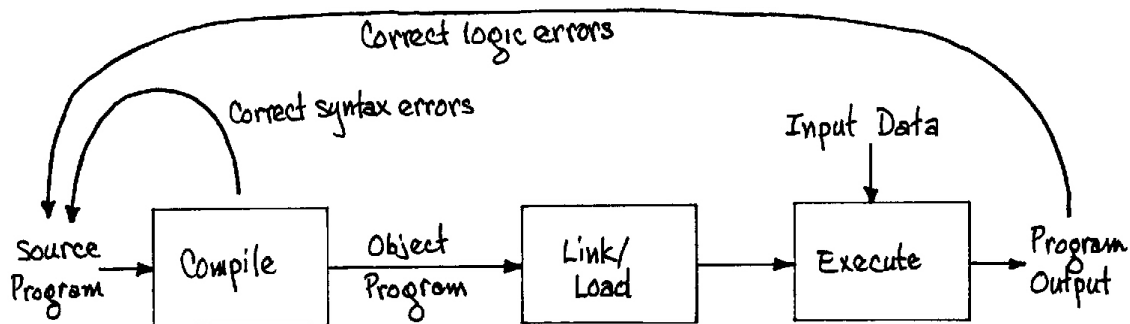 Correct logic errors
Correct syntax errors
Input Data
Source
Program
Compile
Object
Program
Link/
Load
Execute
Program
Output